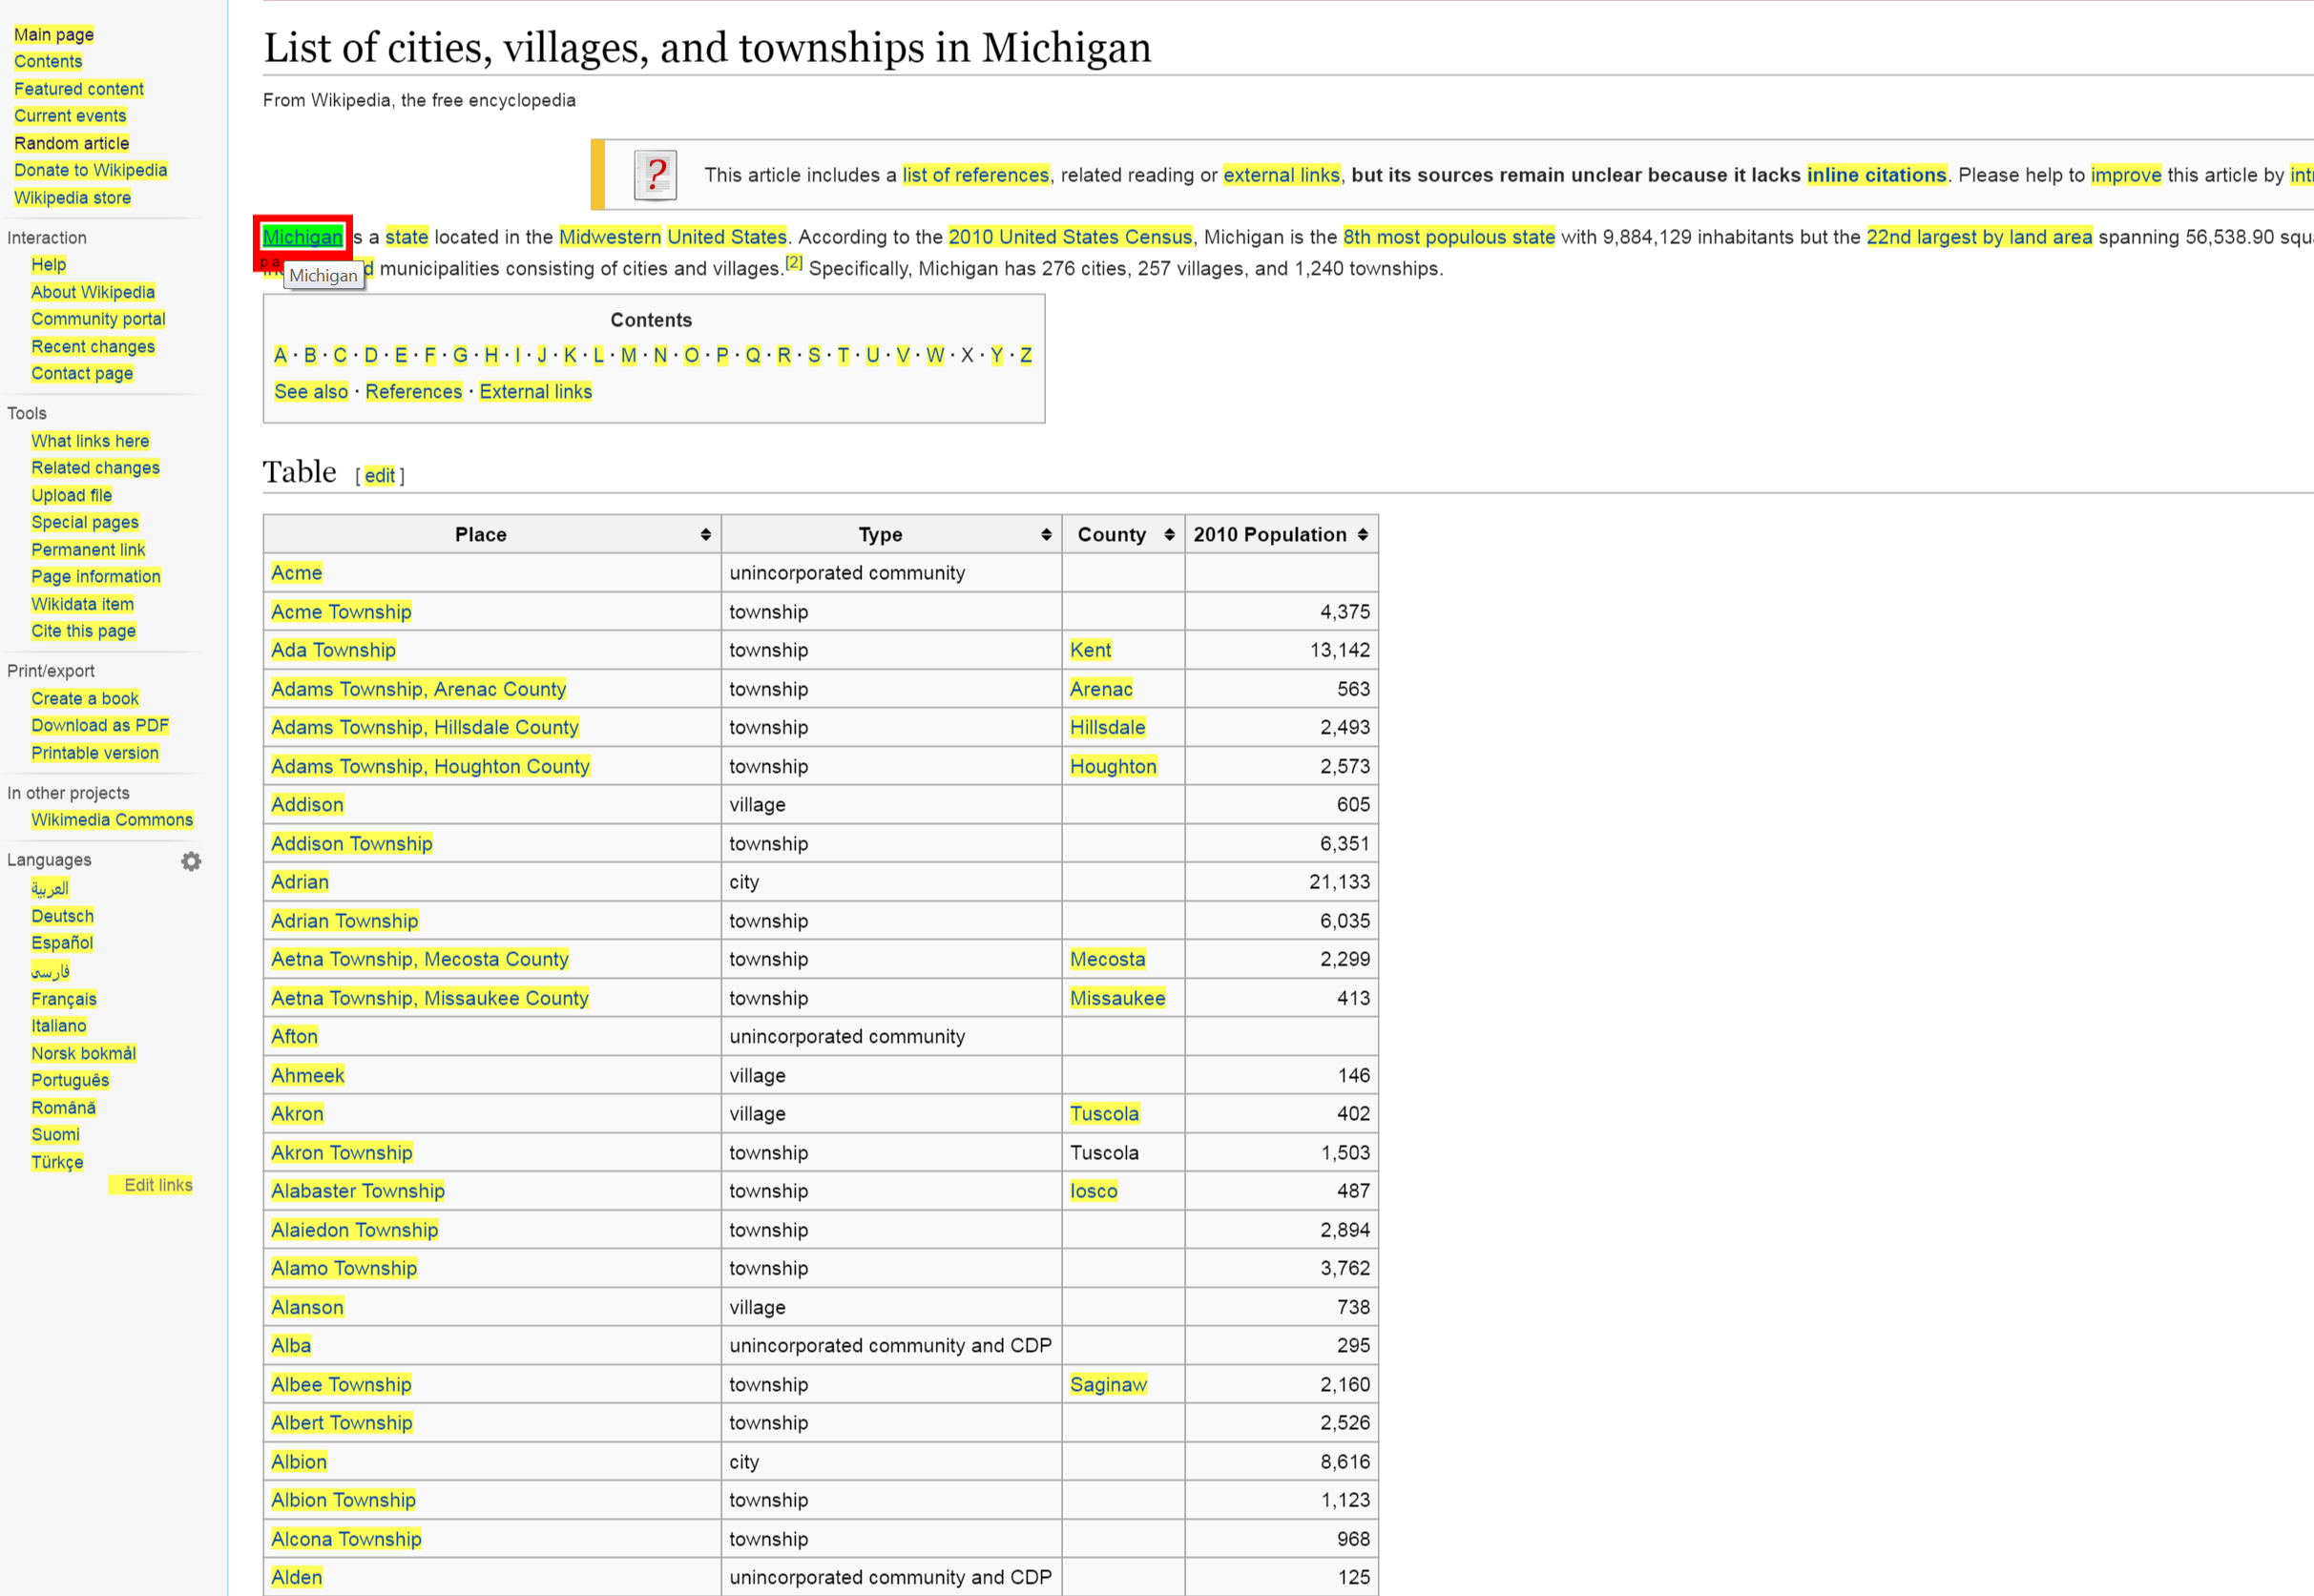 Main page
Contents
Featured content
Current events
Random article
Donate to Wikipedia
Wikipedia store
Interaction
Help
About Wikipedia
Community portal
Recent changes
Contact page
Tools
What links here
Related changes
Upload file
Special pages
Permanent link
Page information
Wikidata item
Cite this page
Print/export
Create a book
Download as PDF
Printable version
In other projects
Wikimedia Commons
Languages
العربية
Deutsch
Español
فارسی
Français
Italiano
Norsk bokmål
Português
Română
Suomi
Türkçe
Edit links
List of cities, villages, and townships in Michigan
From Wikipedia, the free encyclopedia
This article includes a list of references, related reading or external links, but its sources remain unclear because it lacks inline citations. Please help to improve this article by
Michigan is a state located in the Midwestern United States. According to the 2010 United States Census, Michigan is the 8th most populous state with 9,884,129 inhabitants but the 22nd largest by land area spanning 56,538.90
p a Michigan municipalities consisting of cities and villages.[2] Specifically, Michigan has 276 cities, 257 villages, and 1,240 townships.
Contents
A · B · C · D · E · F · G · H · I · J · K · L · M · N · O · P · Q · R · S · T · U · V · W · X · Y · Z
See also · References · External links
Table [ edit ]
Place Type County 2010 Population
Acme unincorporated community
Acme Township township 4,375
Ada Township township Kent 13,142
Adams Township, Arenac County township Arenac 563
Adams Township, Hillsdale County township Hillsdale 2,493
Adams Township, Houghton County township Houghton 2,573
Addison village 605
Addison Township township 6,351
Adrian city 21,133
Adrian Township township 6,035
Aetna Township, Mecosta County township Mecosta 2,299
Aetna Township, Missaukee County township Missaukee 413
Afton unincorporated community
Ahmeek village 146
Akron village Tuscola 402
Akron Township township Tuscola 1,503
Alabaster Township township Iosco 487
Alaiedon Township township 2,894
Alamo Township township 3,762
Alanson village 738
Alba unincorporated community and CDP 295
Albee Township township Saginaw 2,160
Albert Township township 2,526
Albion city 8,616
Albion Township township 1,123
Alcona Township township 968
Alden unincorporated community and CDP 125